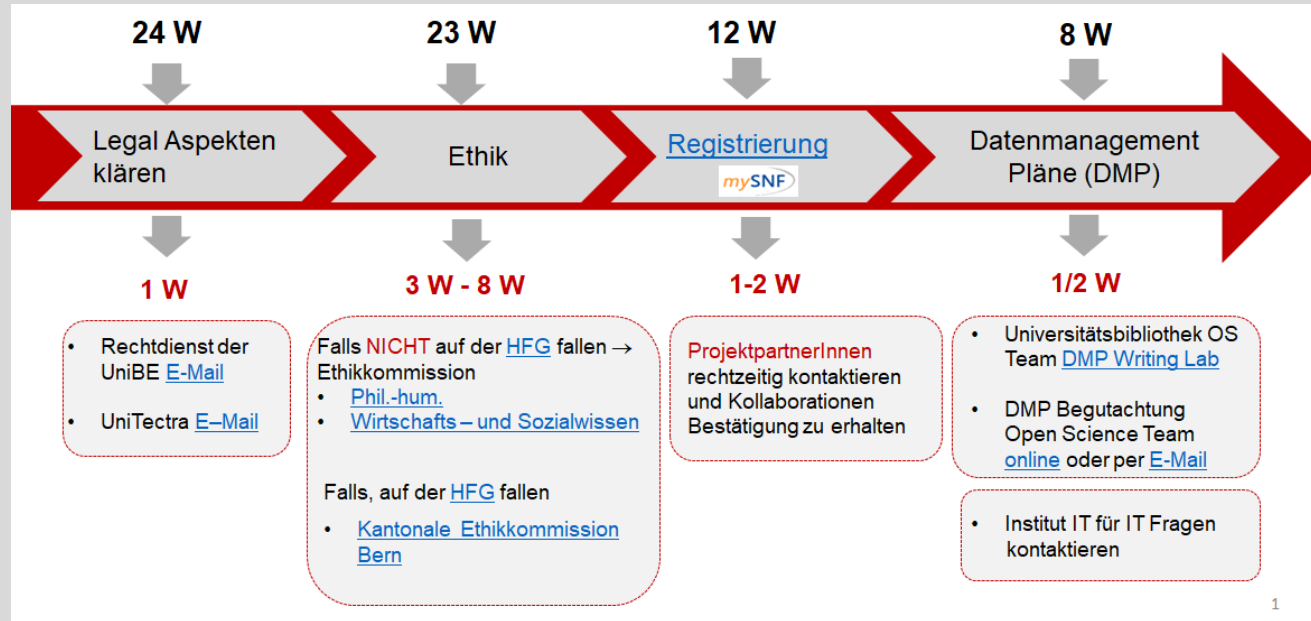 24 W
23 W
12 W
8 W
Legal Aspekten
klären
Ethik
Registrierung
mySNF
Datenmanagement
Pläne (DMP)
1 W
3 W - 8 W
1-2 W
1/2 W
• Rechtdienst der
UniBE E-Mail
• UniTectra E–Mail
Falls NICHT auf der HFG fallen →
Ethikkommission
• Phil.-hum.
• Wirtschafts – und Sozialwissen
Falls, auf der HFG fallen
• Kantonale Ethikkommission
Bern
ProjektpartnerInnen
rechtzeitig kontaktieren
und Kollaborationen
Bestätigung zu erhalten
• Universitätsbibliothek OS
Team DMP Writing Lab
• DMP Begutachtung
Open Science Team
online oder per E-Mail
• Institut IT für IT Fragen
kontaktieren
1